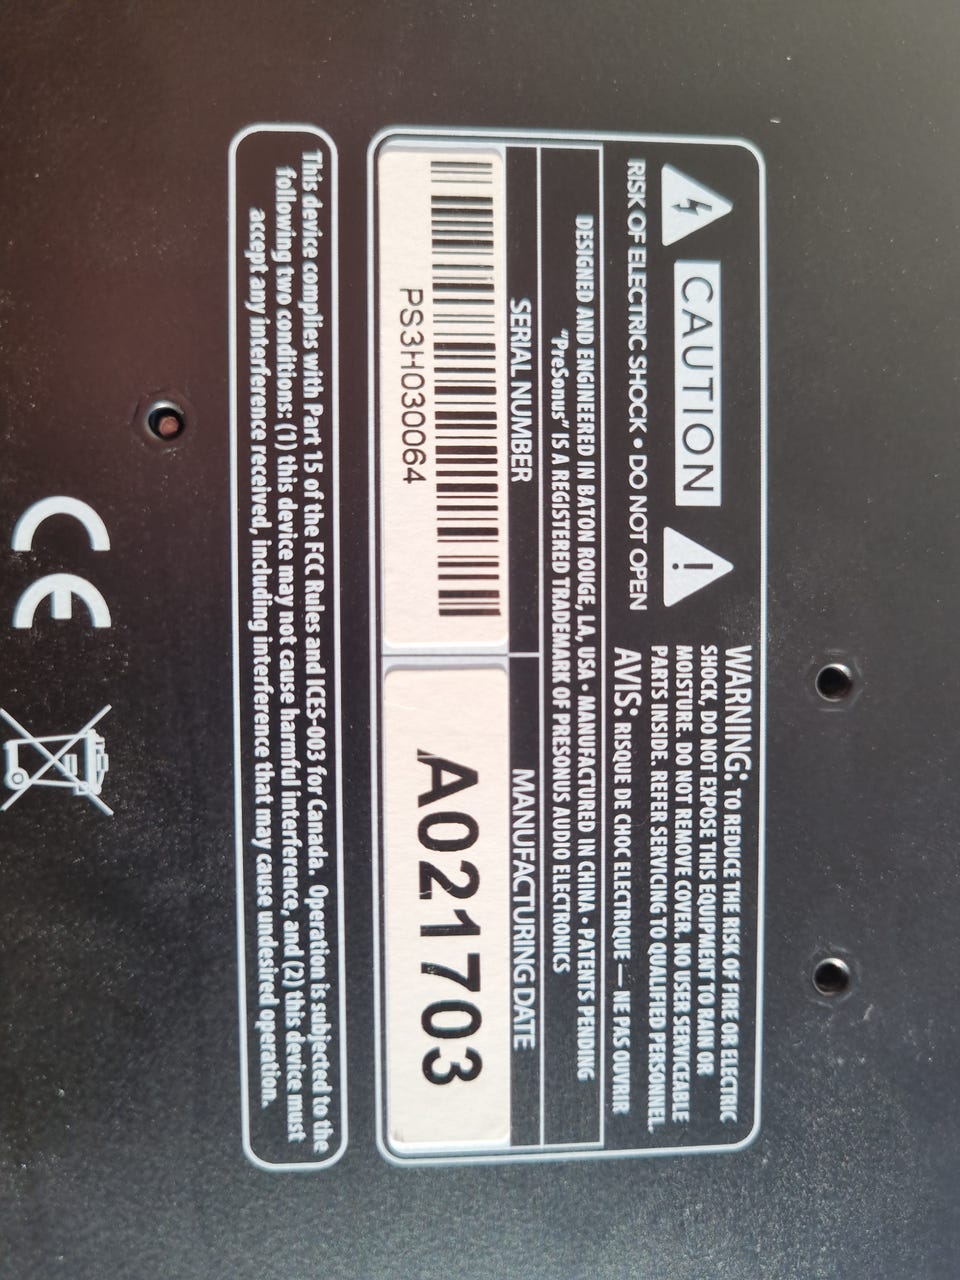 CAUTION
RISK OF ELECTRIC SHOCK • DO NOT OPEN
WARNING: TO REDUCE THE RISK OF FIRE OR ELECTRIC
SHOCK, DO NOT EXPOSE THIS EQUIPMENT TO RAIN OR
MOISTURE. DO NOT REMOVE COVER. NO USER SERVICEABLE
PARTS INSIDE. REFER SERVICING TO QUALIFIED PERSONNEL.
AVIS: RISQUE DE CHOC ELECTRIQUE — NE PAS OUVRIR
DESIGNED AND ENGINEERED IN BATON ROUGE, LA, USA • MANUFACTURED IN CHINA • PATENTS PENDING
"PreSonus" IS A REGISTERED TRADEMARK OF PRESONUS AUDIO ELECTRONICS
SERIAL NUMBER
PS3H030064
MANUFACTURING DATE
A021703
This device complies with Part 15 of the FCC Rules and ICES-003 for Canada. Operation is subjected to the
following two conditions: (1) this device may not cause harmful interference, and (2) this device must
accept any interference received, including interference that may cause undesired operation.
CE